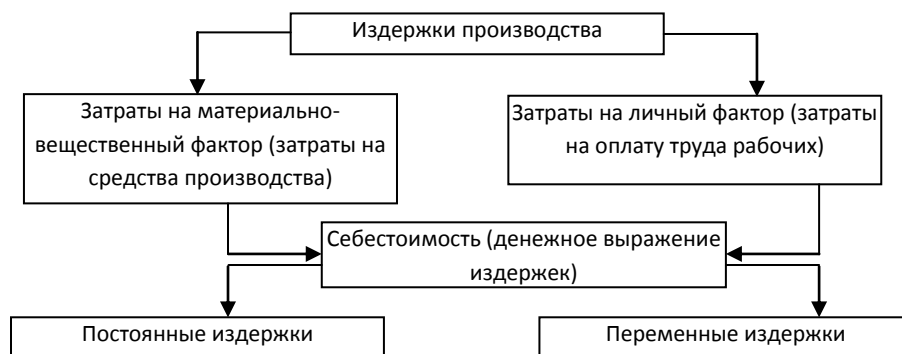 Издержки производства
Затраты на материально-
вещественный фактор (затраты на
средства производства)
Затраты на личный фактор (затраты
на оплату труда рабочих)
Себестоимость (денежное выражение
издержек)
Постоянные издержки
Переменные издержки